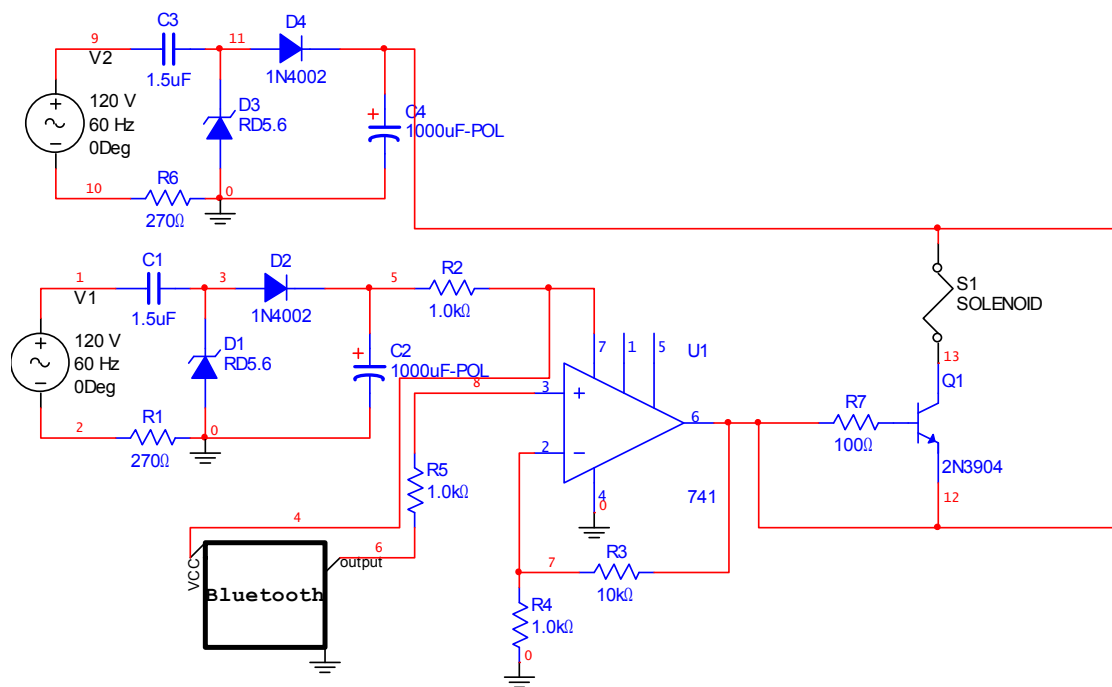 C3
D4
9
11
V2
1.5uF
1N4002
120 V
60 Hz
0Deg
D3
RD5.6
C4
1000uF-POL
10
R6
0
270Ω
C1
D2
1
3
5
R2
V1
1.5uF
1N4002
1.0kΩ
S1
SOLENOID
120 V
60 Hz
0Deg
D1
RD5.6
C2
1000uF-POL
7
1
5
U1
8
3
13
Q1
R7
6
2
R1
0
2
270Ω
100Ω
R5
1.0kΩ
2N3904
4
741
12
0
4
6
VCC
output
Bluetooth
7
R3
10kΩ
R4
1.0kΩ
0